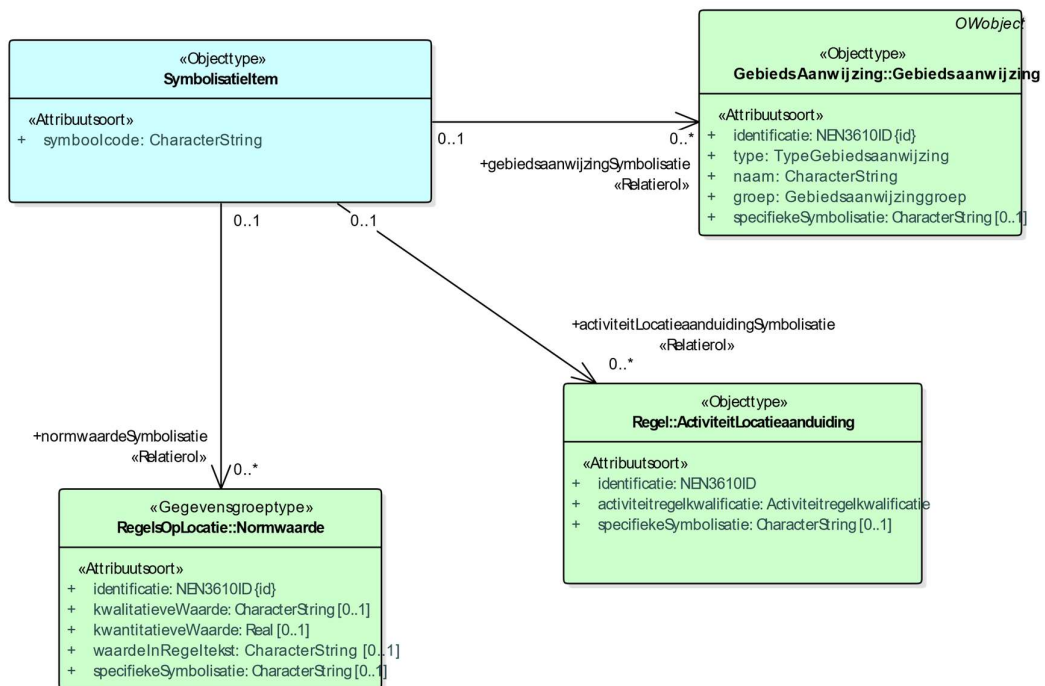 OWobject
«Objecttype»
SymbolisatieItem
«Attribuutsoort»
+ symboolcode: CharacterString
«Objecttype»
GebiedsAanwijzing::Gebiedsaanwijzing
«Attribuutsoort»
+ identificatie: NEN3610ID {id}
+ type: TypeGebiedsaanwijzing
+ naam: CharacterString
+ groep: Gebiedsaanwijzinggroep
+ specifiekeSymbolisatie: CharacterString [0..1]
0..1
0..*
+gebiedsaanwijzingSymbolisatie
«Relatierol»
0..1
0..1
+activiteitLocatieaanduidingSymbolisatie
«Relatierol»
0..*
«Objecttype»
Regel::ActiviteitLocatieaanduiding
«Attribuutsoort»
+ identificatie: NEN3610ID
+ activiteitregelkwalificatie: Activiteitregelkwalificatie
+ specifiekeSymbolisatie: CharacterString [0..1]
+normwaardeSymbolisatie
«Relatierol»
0..*
«Gegevensgroeptype»
RegelsOpLocatie::Normwaarde
«Attribuutsoort»
+ identificatie: NEN3610ID {id}
+ kwalitatieveWaarde: CharacterString [0..1]
+ kwantitatieveWaarde: Real [0..1]
+ waardeInRegeltekst: CharacterString [0..1]
+ specifiekeSymbolisatie: CharacterString [0..1]